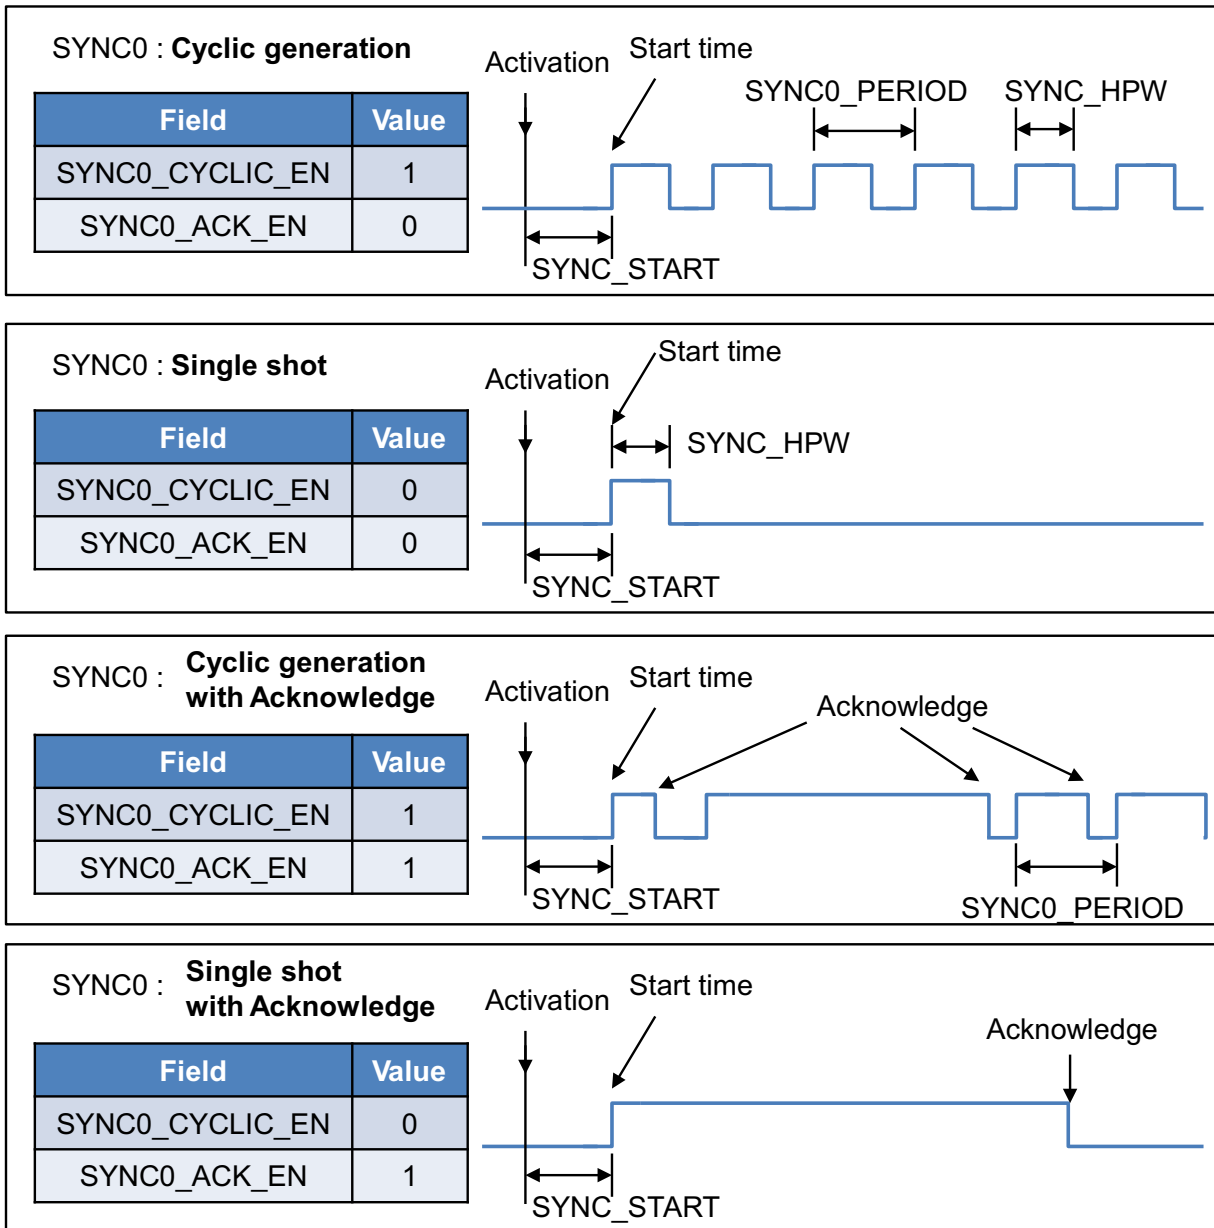 SYNC0 : Cyclic generation
Activation
Start time
SYNC0_PERIOD
SYNC_HPW
Field Value
SYNC0_CYCLIC_EN 1
SYNC0_ACK_EN 0
SYNC_START
SYNC0 : Single shot
Activation
Start time
SYNC_HPW
Field Value
SYNC0_CYCLIC_EN 0
SYNC0_ACK_EN 0
SYNC_START
SYNC0 : Cyclic generation
with Acknowledge
Activation
Start time
Acknowledge
Field Value
SYNC0_CYCLIC_EN 1
SYNC0_ACK_EN 1
SYNC_START
SYNC0_PERIOD
SYNC0 : Single shot
with Acknowledge
Activation
Start time
Acknowledge
Field Value
SYNC0_CYCLIC_EN 0
SYNC0_ACK_EN 1
SYNC_START